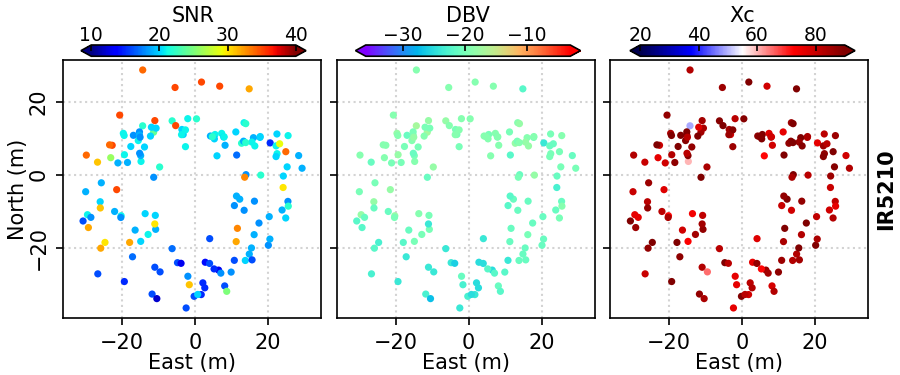 SNR DBV Xc
10 20 30 40 −30 −20 −10 20 40 60 80
20
0
−20
North (m)
−20 0 20 −20 0 20 −20 0 20
East (m) East (m) East (m)
IR5210